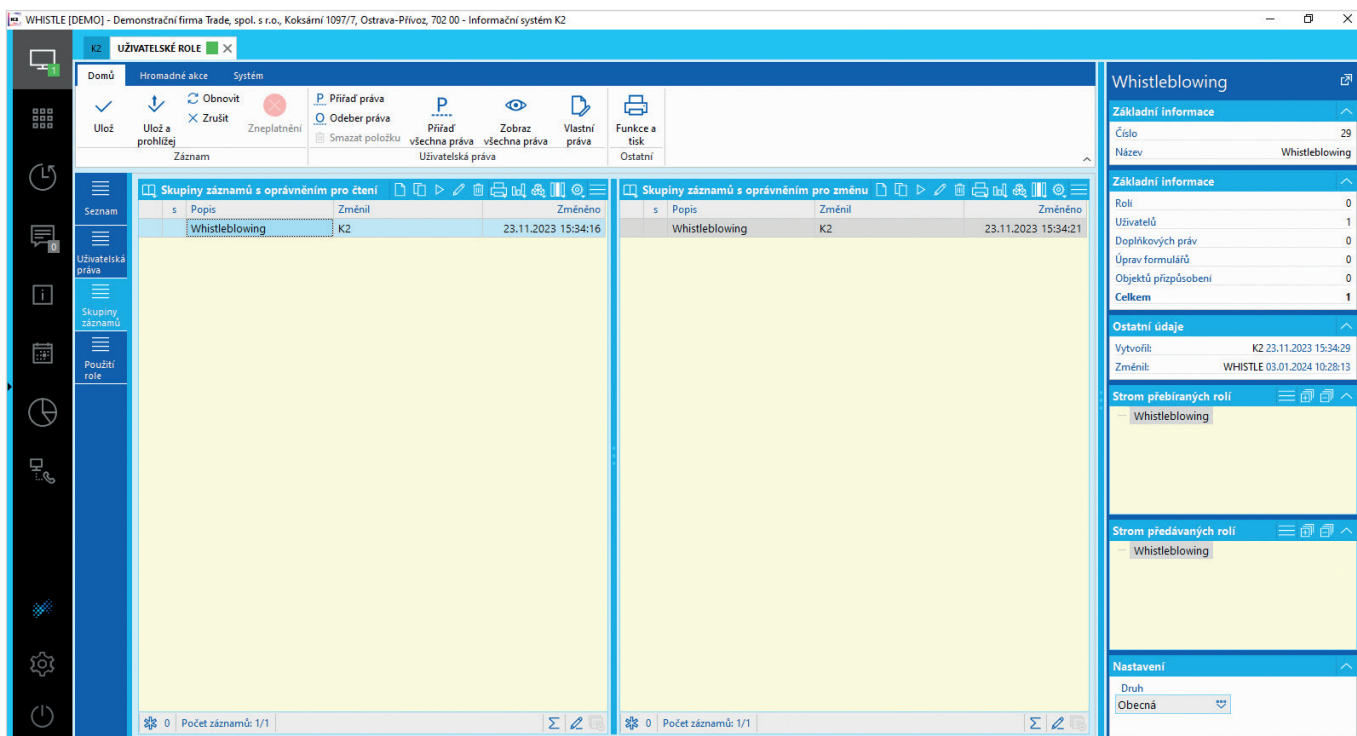 WHISTLE [DEMO] - Demonstrační firma Trade, spol. s r.o., Koksární 1097/7, Ostrava-Přívoz, 702 00 - Informační systém K2
K2 UŽIVATELSKÉ ROLE
1
Domů Hromadné akce Systém
Ulož
Ulož a prohlížej
Obnovit
Zrušit
Zneplatnění
Záznam
P Přiřaď práva
O Odeber práva
Smazat položku
P Přiřaď všechna práva
Zobraz všechna práva
Vlastní práva
Uživatelská práva
Funkce a tisk
Ostatní
0
Seznam
Uživatelská práva
Skupiny záznamů
Použití role
Skupiny záznamů s oprávněním pro čtení
s Popis Změnil Změněno
Whistleblowing K2 23.11.2023 15:34:16
0 Počet záznamů: 1/1
Skupiny záznamů s oprávněním pro změnu
s Popis Změnil Změněno
Whistleblowing K2 23.11.2023 15:34:21
0 Počet záznamů: 1/1
Whistleblowing
Základní informace
Číslo 29
Název Whistleblowing
Základní informace
Rolí 0
Uživatelů 1
Doplňkových práv 0
Úprav formulářů 0
Objektů přizpůsobení 0
Celkem 1
Ostatní údaje
Vytvořil: K2 23.11.2023 15:34:29
Změnil: WHISTLE 03.01.2024 10:28:13
Strom přebíraných rolí
Whistleblowing
Strom předávaných rolí
Whistleblowing
Nastavení
Druh
Obecná